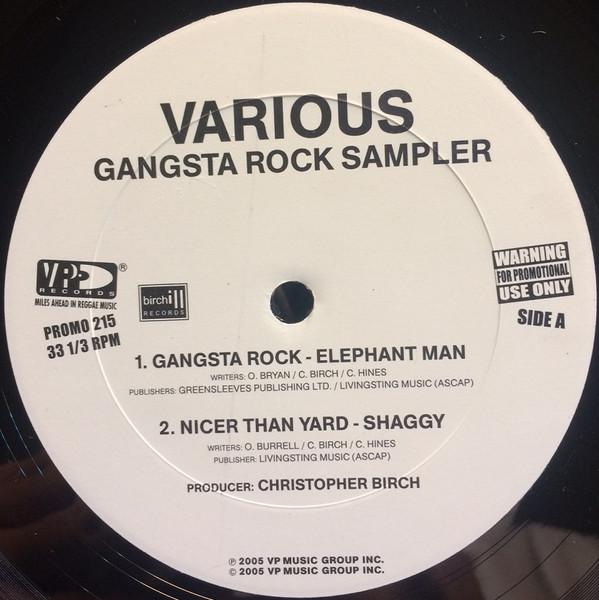 VARIOUS
GANGSTA ROCK SAMPLER
VP
RECORDS
®
MILES AHEAD IN REGGAE MUSIC
PROMO 215
33 1/3 RPM
birchill
RECORDS
WARNING
FOR PROMOTIONAL
USE ONLY
SIDE A
1. GANGSTA ROCK - ELEPHANT MAN
WRITERS: O. BRYAN / C. BIRCH / C. HINES
PUBLISHERS: GREENSLEEVES PUBLISHING LTD. / LIVINGSTING MUSIC (ASCAP)
2. NICER THAN YARD - SHAGGY
WRITERS: O. BURRELL / C. BIRCH / C. HINES
PUBLISHER: LIVINGSTING MUSIC (ASCAP)
PRODUCER: CHRISTOPHER BIRCH
℗ 2005 VP MUSIC GROUP INC.
© 2005 VP MUSIC GROUP INC.